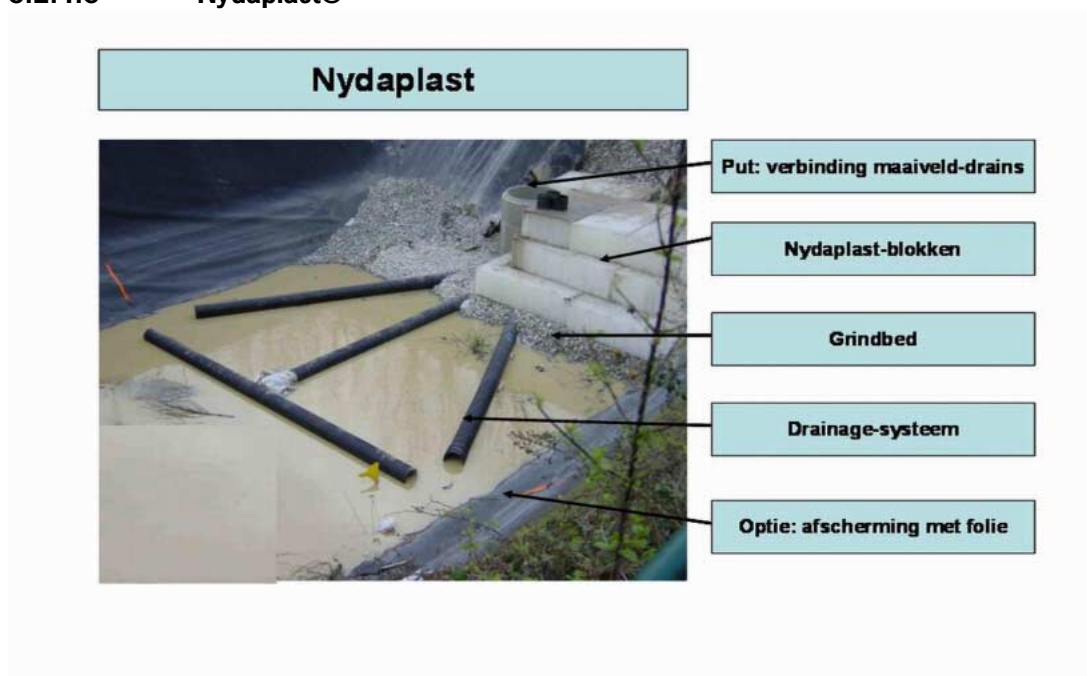 Nydaplast
Put: verbinding maaiveld-drains
Nydaplast-blokken
Grindbed
Drainage-systeem
Optie: afscherming met folie